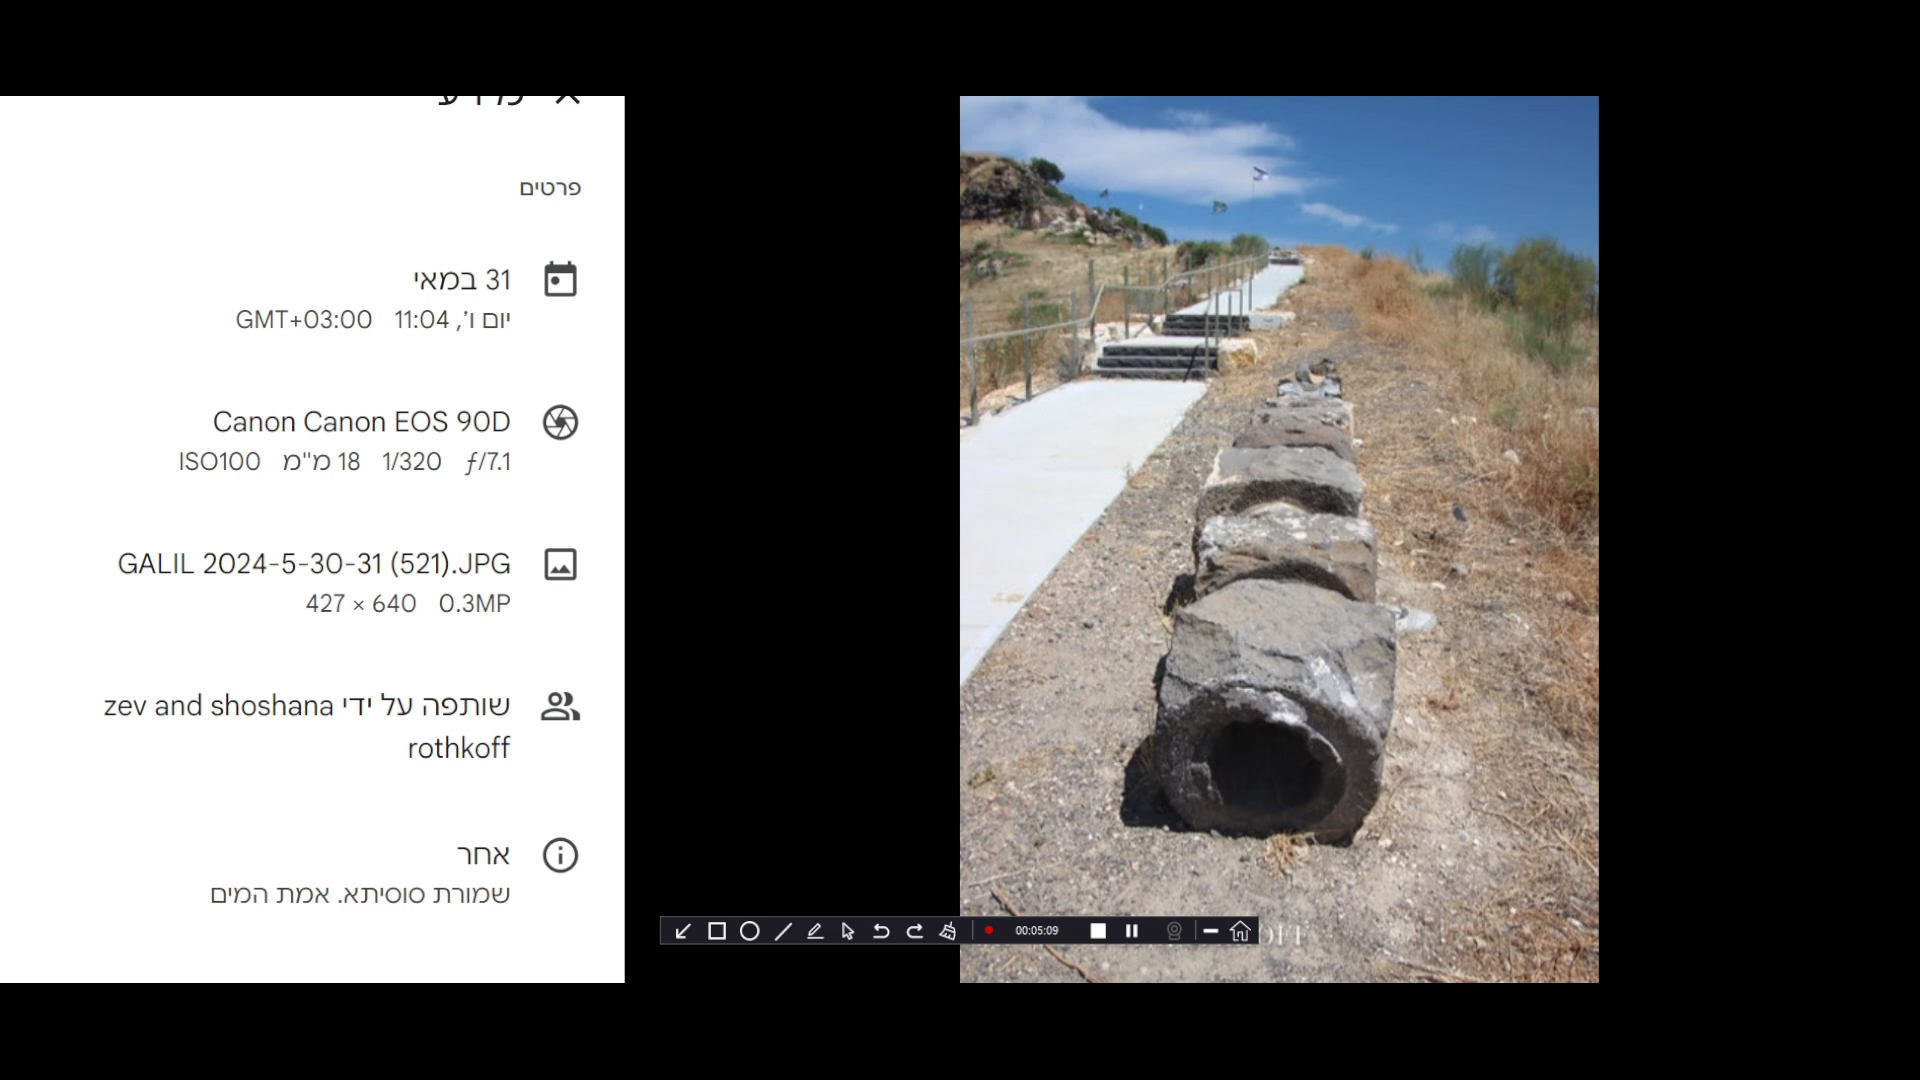 מידע
פרטים
31 במאי
יום ו׳, 11:04 GMT+03:00
Canon Canon EOS 90D
ƒ/7.1 1/320 18 מ"מ ISO100
GALIL 2024-5-30-31 (521).JPG
427 × 640 0.3MP
שותפה על ידי zev and shoshana
rothkoff
אחר
שמורת סוסיתא. אמת המים
00:05:09